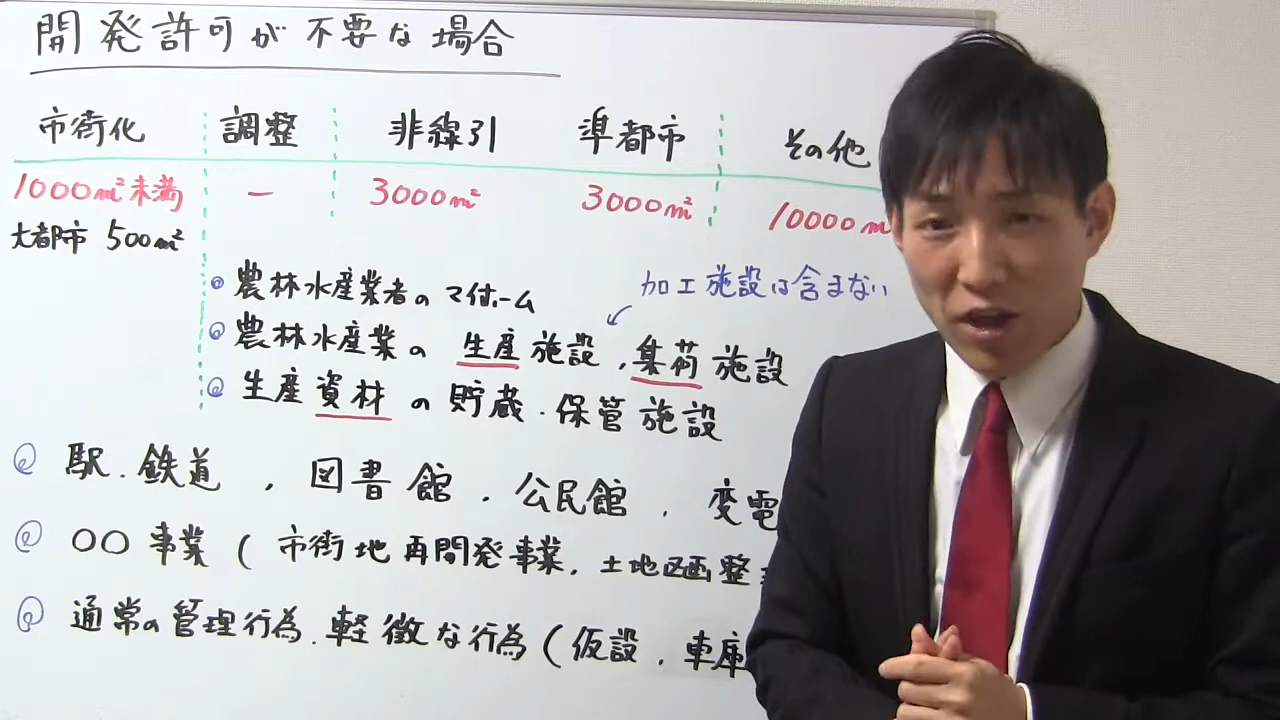 開発許可が不要な場合
市街化 調整 非線引 準都市 その他
1000㎡未満 ー 3000㎡ 3000㎡ 10000㎡
大都市 500㎡
農林水産業者のマイホーム 加工施設は含まない
農林水産業の 生産施設，集荷施設
生産資材の貯蔵・保管施設
駅．鉄道，図書館．公民館．変電
〇〇事業（市街地再開発事業．土地区画整
通常の管理行為．軽微な行為（仮設．車庫